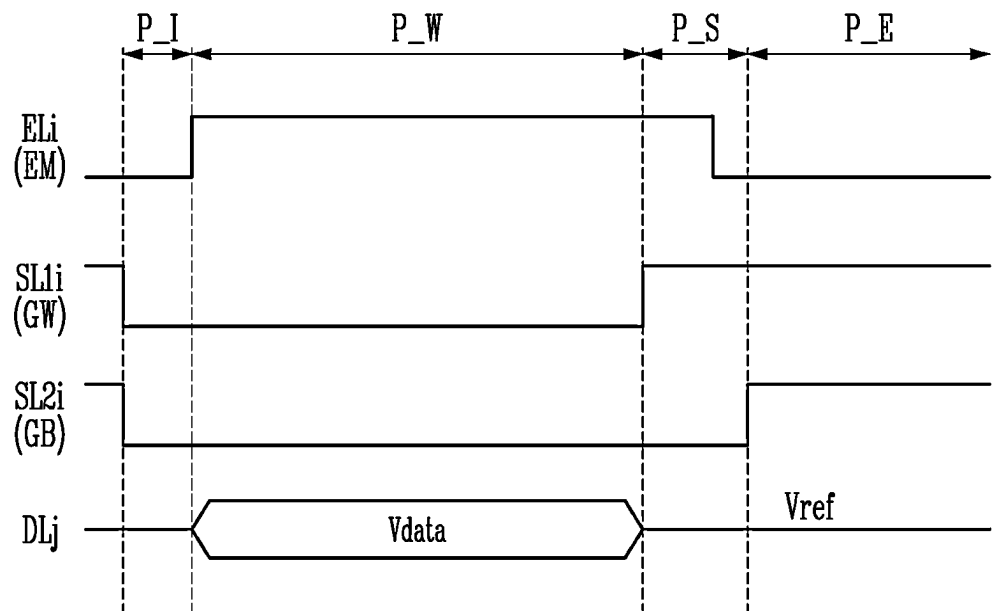 P_I
P_W
P_S
P_E
ELi
(EM)
SL1i
(GW)
SL2i
(GB)
DLj
Vdata
Vref